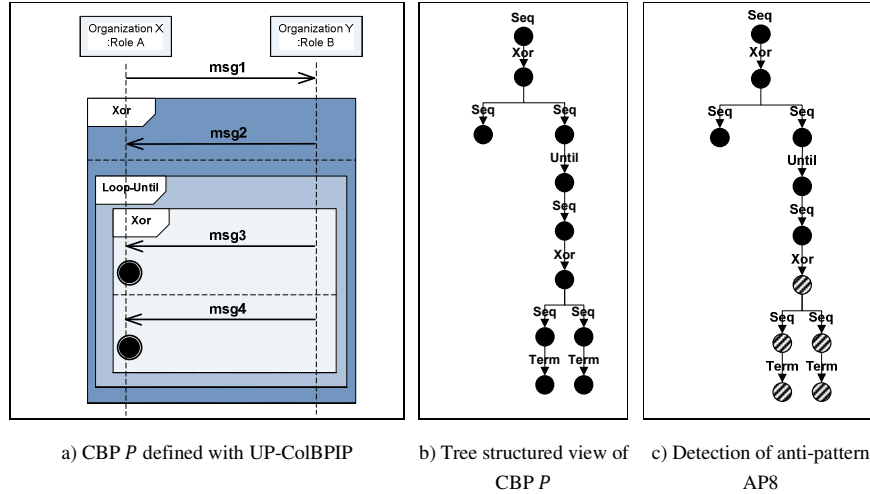 Organization X
:Role A
Organization Y
:Role B
msg1
Xor
msg2
Loop-Until
Xor
msg3
msg4
a) CBP P defined with UP-ColBPIP
Seq
Xor
Seq Seq
Until
Seq
Xor
Seq Seq
Term Term
b) Tree structured view of
CBP P
Seq
Xor
Seq Seq
Until
Seq
Xor
Seq Seq
Term Term
c) Detection of anti-pattern
AP8